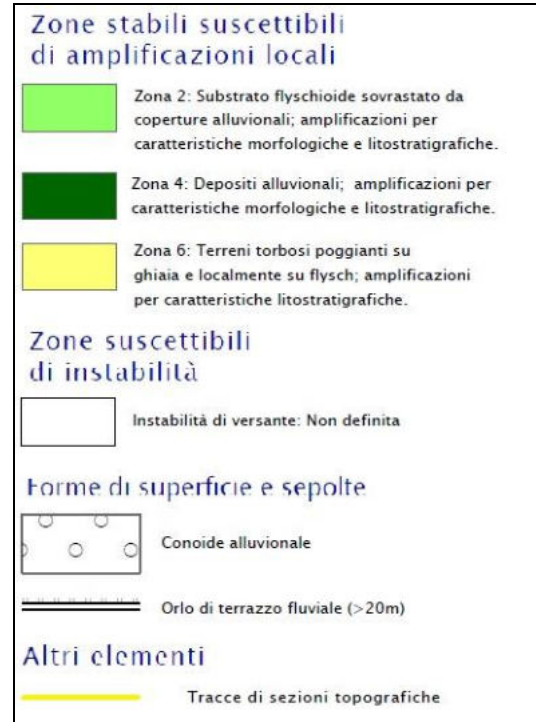 Zone stabili suscettibili
di amplificazioni locali
Zona 2: Substrato flyschioide sovrastato da
coperture alluvionali; amplificazioni per
caratteristiche morfologiche e litostratigrafiche.
Zona 4: Depositi alluvionali; amplificazioni per
caratteristiche morfologiche e litostratigrafiche.
Zona 6: Terreni torbosi poggianti su
ghiaia e localmente su flysch; amplificazioni
per caratteristiche litostratigrafiche.
Zone suscettibili
di instabilità
Instabilità di versante: Non definita
Forme di superficie e sepolte
Conoide alluvionale
Orlo di terrazzo fluviale (>20m)
Altri elementi
Tracce di sezioni topografiche